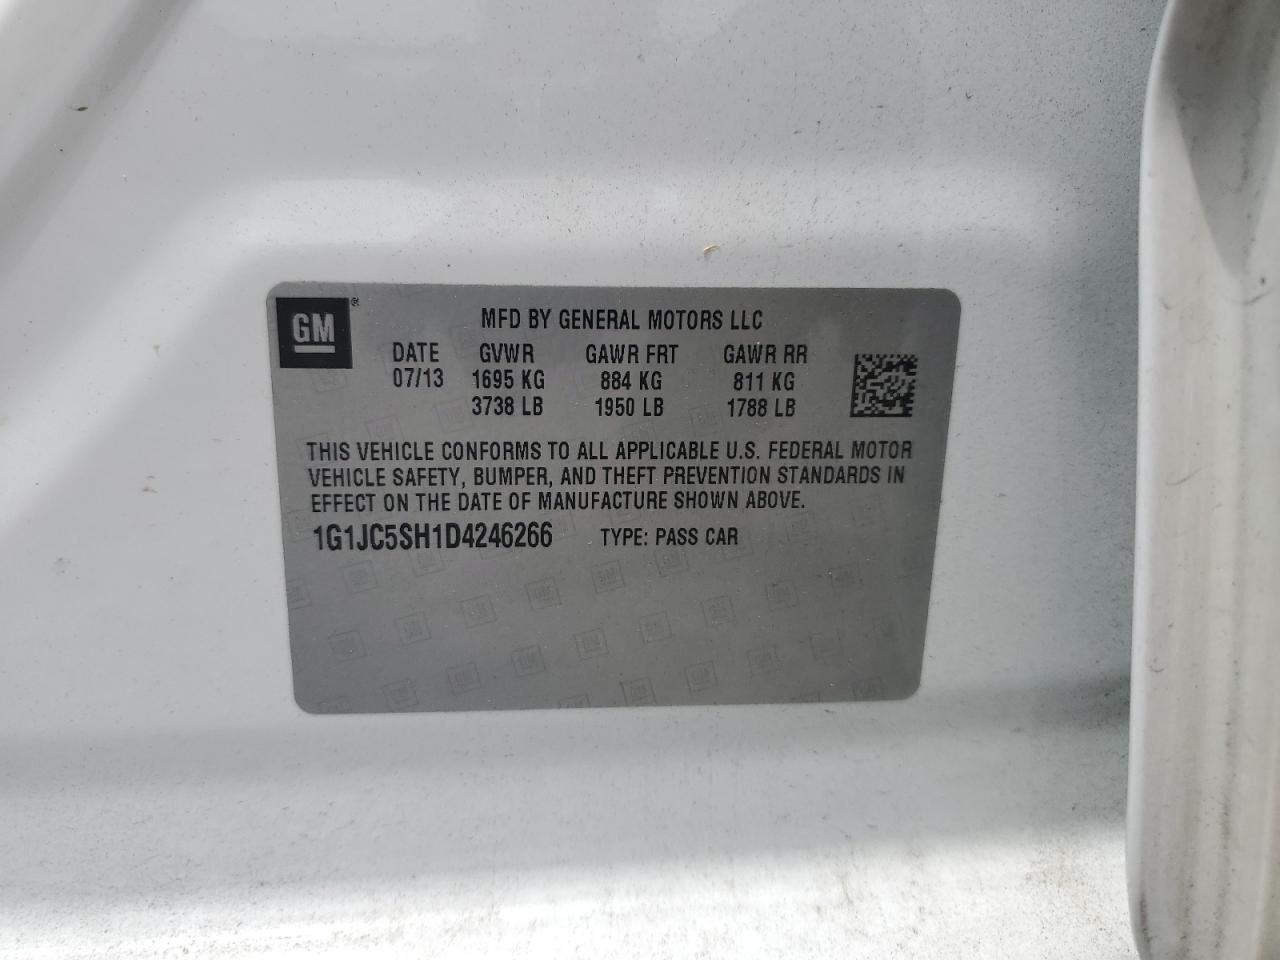 GM®
MFD BY GENERAL MOTORS LLC
DATE GVWR GAWR FRT GAWR RR
07/13 1695 KG 884 KG 811 KG
3738 LB 1950 LB 1788 LB
THIS VEHICLE CONFORMS TO ALL APPLICABLE U.S. FEDERAL MOTOR
VEHICLE SAFETY, BUMPER, AND THEFT PREVENTION STANDARDS IN
EFFECT ON THE DATE OF MANUFACTURE SHOWN ABOVE.
1G1JC5SH1D4246266 TYPE: PASS CAR